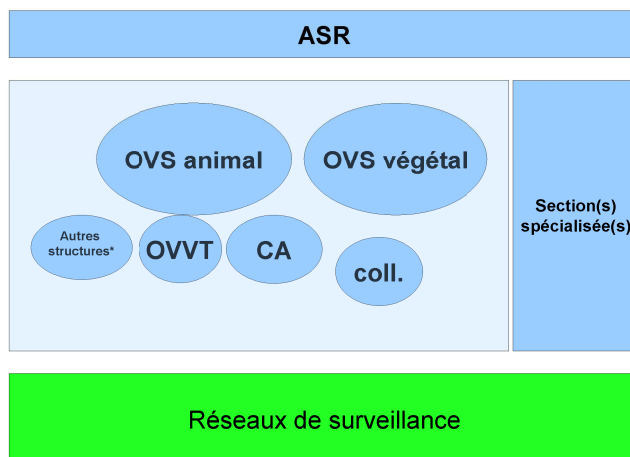 ASR
OVS animal
OVS végétal
Section(s)
spécialisée(s)
Autres
structures*
OVVT
CA
coll.
Réseaux de surveillance